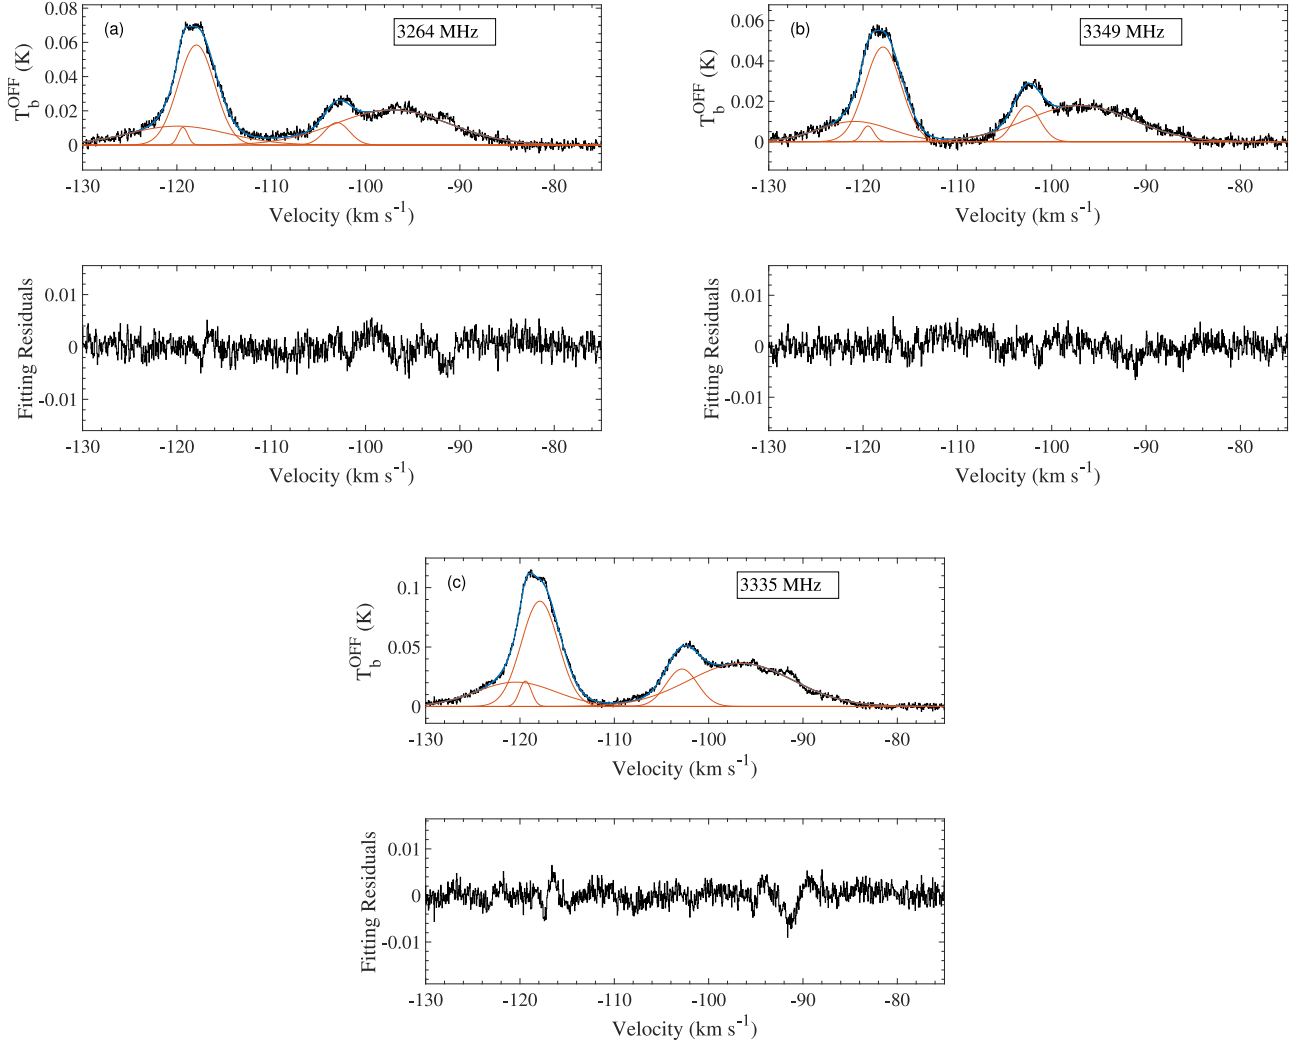 (a)
3264 MHz
T_b^OFF (K)
0.08
0.06
0.04
0.02
0
-130 -120 -110 -100 -90 -80
Velocity (km s^-1)
Fitting Residuals
0.01
0
-0.01
-130 -120 -110 -100 -90 -80
Velocity (km s^-1)
(b)
3349 MHz
T_b^OFF (K)
0.06
0.04
0.02
0
-130 -120 -110 -100 -90 -80
Velocity (km s^-1)
Fitting Residuals
0.01
0
-0.01
-130 -120 -110 -100 -90 -80
Velocity (km s^-1)
(c)
3335 MHz
T_b^OFF (K)
0.1
0.05
0
-130 -120 -110 -100 -90 -80
Velocity (km s^-1)
Fitting Residuals
0.01
0
-0.01
-130 -120 -110 -100 -90 -80
Velocity (km s^-1)